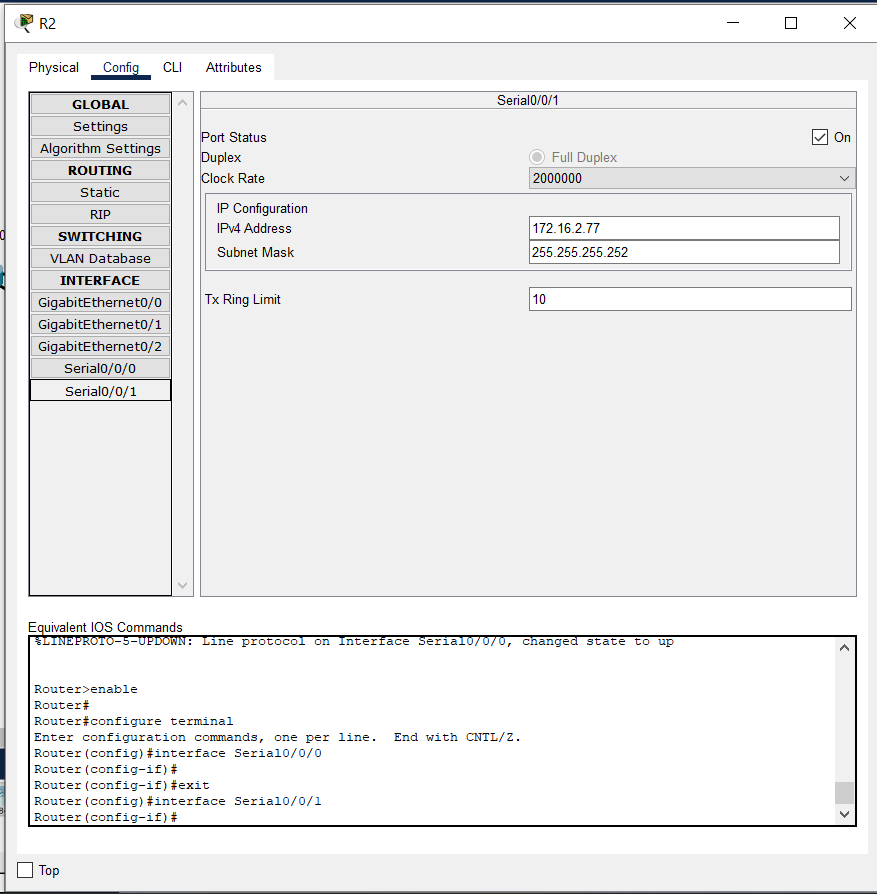 R2
Physical Config CLI Attributes
GLOBAL
Settings
Algorithm Settings
ROUTING
Static
RIP
SWITCHING
VLAN Database
INTERFACE
GigabitEthernet0/0
GigabitEthernet0/1
GigabitEthernet0/2
Serial0/0/0
Serial0/0/1
Serial0/0/1
Port Status On
Duplex Full Duplex
Clock Rate 2000000
IP Configuration
IPv4 Address 172.16.2.77
Subnet Mask 255.255.255.252
Tx Ring Limit 10
Equivalent IOS Commands
%LINEPROTO-5-UPDOWN: Line protocol on Interface Serial0/0/0, changed state to up
Router>enable
Router#
Router#configure terminal
Enter configuration commands, one per line.  End with CNTL/Z.
Router(config)#interface Serial0/0/0
Router(config-if)#
Router(config-if)#exit
Router(config)#interface Serial0/0/1
Router(config-if)#
Top